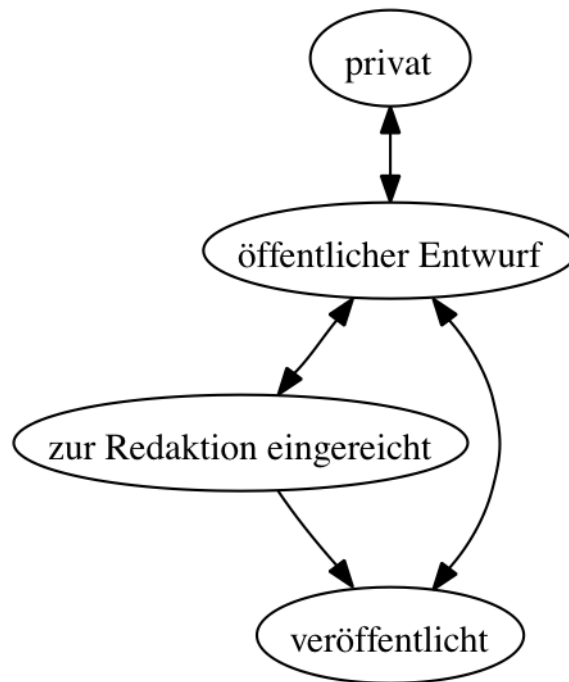 privat
öffentlicher Entwurf
zur Redaktion eingereicht
veröffentlicht